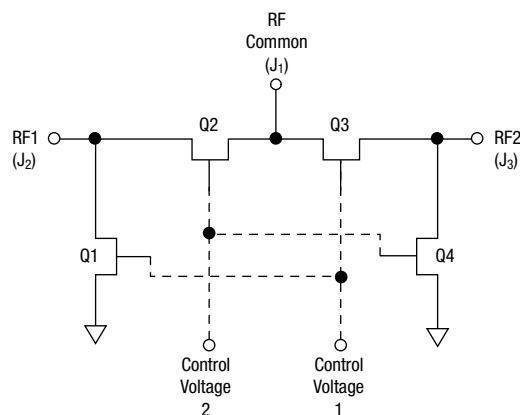 RF
Common
(J1)
RF1
(J2)
Q2
Q3
RF2
(J3)
Q1
Q4
Control
Voltage
2
Control
Voltage
1